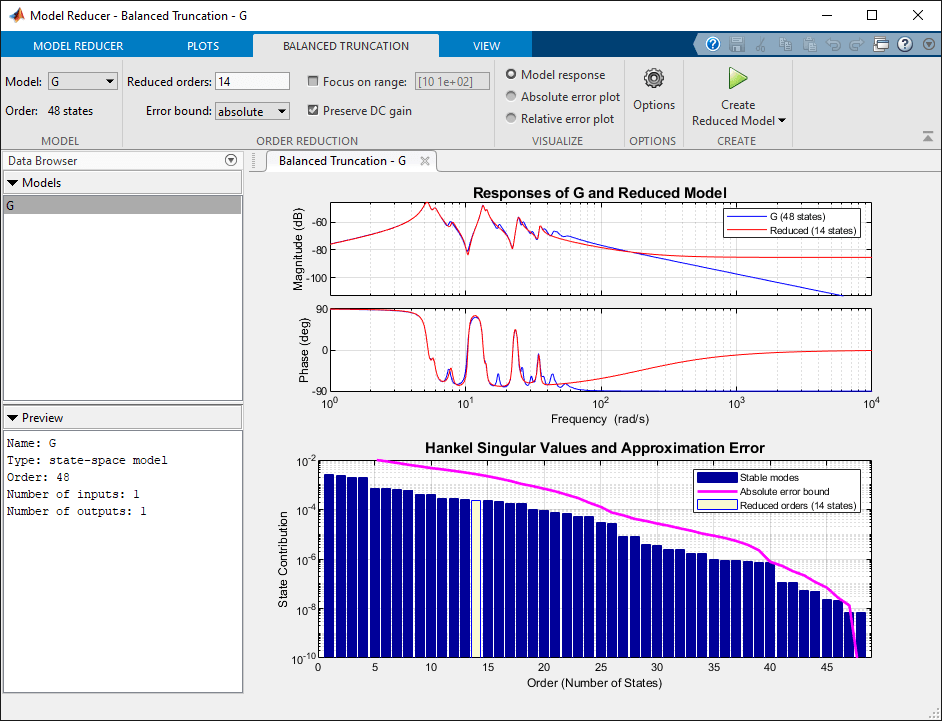 Model Reducer - Balanced Truncation - G
MODEL REDUCER PLOTS BALANCED TRUNCATION VIEW
Model: G Reduced orders: 14 Focus on range: [10 1e+02] Model response
Absolute error plot Options Create
Order: 48 states Error bound: absolute Preserve DC gain Relative error plot Reduced Model
MODEL ORDER REDUCTION VISUALIZE OPTIONS CREATE
Data Browser
Models
G
Preview
Name: G
Type: state-space model
Order: 48
Number of inputs: 1
Number of outputs: 1
Balanced Truncation - G
Responses of G and Reduced Model
Magnitude (dB)
-60
-80
-100
G (48 states)
Reduced (14 states)
Phase (deg)
90
0
-90
10^0 10^1 10^2 10^3 10^4
Frequency (rad/s)
Hankel Singular Values and Approximation Error
State Contribution
10^-2
10^-4
10^-6
10^-8
10^-10
Stable modes
Absolute error bound
Reduced orders (14 states)
0 5 10 15 20 25 30 35 40 45
Order (Number of States)